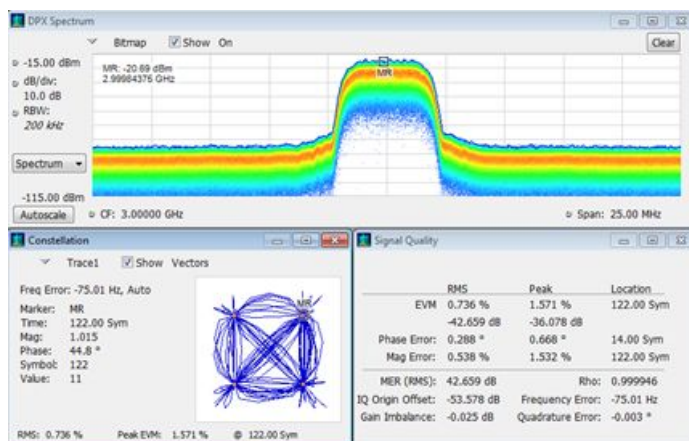 DPX Spectrum
Bitmap Show On Clear
-15.00 dBm
MR: -20.69 dBm
2.99984376 GHz
MR
dB/div:
10.0 dB
RBW:
200 kHz
Spectrum
-115.00 dBm
Autoscale CF: 3.00000 GHz Span: 25.00 MHz
Constellation
Trace1 Show Vectors
Freq Error: -75.01 Hz, Auto
Marker: MR
Time: 122.00 Sym
Mag: 1.015
Phase: 44.8 °
Symbol: 122
Value: 11
MR
RMS: 0.736 % Peak EVM: 1.571 % @ 122.00 Sym
Signal Quality
RMS Peak Location
EVM 0.736 % 1.571 % 122.00 Sym
-42.659 dB -36.078 dB
Phase Error: 0.288 ° 0.668 ° 14.00 Sym
Mag Error: 0.538 % 1.532 % 122.00 Sym
MER (RMS): 42.659 dB Rho: 0.999946
IQ Origin Offset: -53.578 dB Frequency Error: -75.01 Hz
Gain Imbalance: -0.025 dB Quadrature Error: -0.003 °